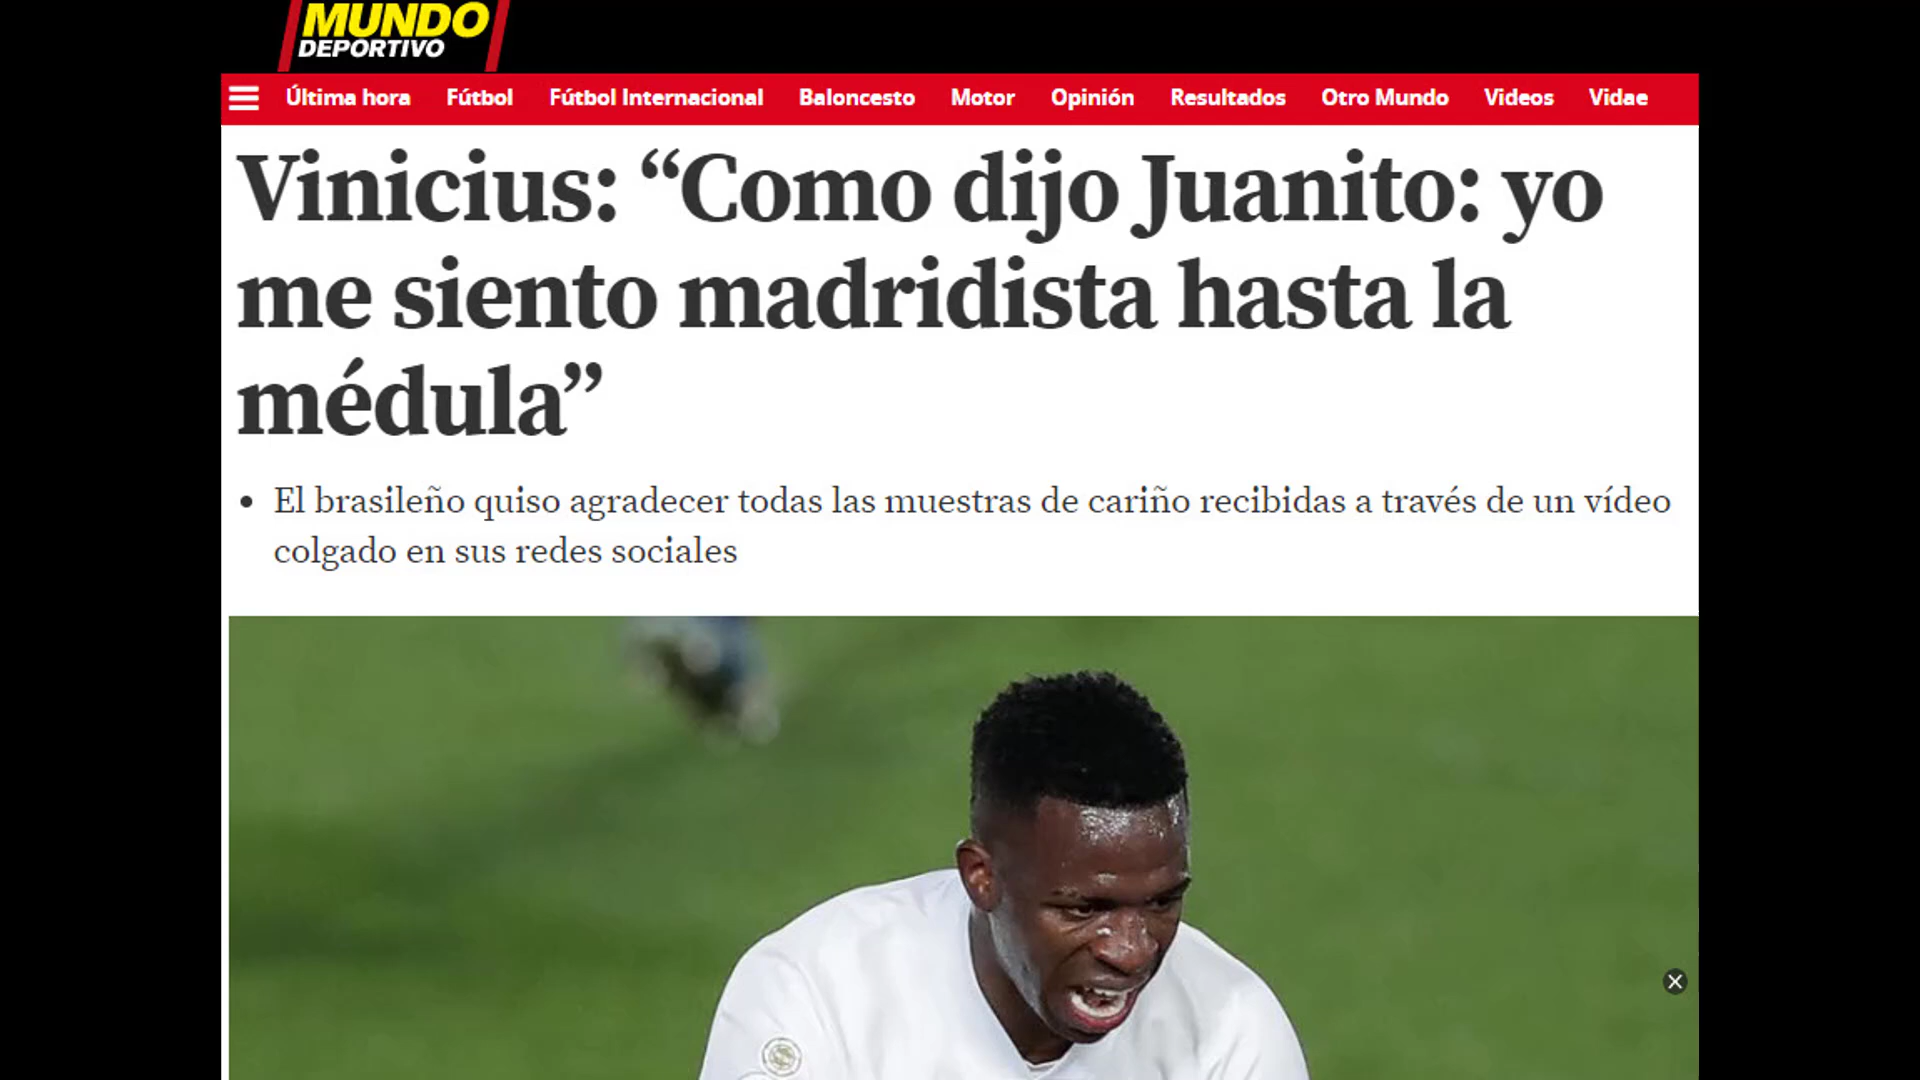 MUNDO
DEPORTIVO
Última hora Fútbol Fútbol Internacional Baloncesto Motor Opinión Resultados Otro Mundo Videos Vidae
Vinicius: “Como dijo Juanito: yo
me siento madridista hasta la
médula”
• El brasileño quiso agradecer todas las muestras de cariño recibidas a través de un vídeo
colgado en sus redes sociales